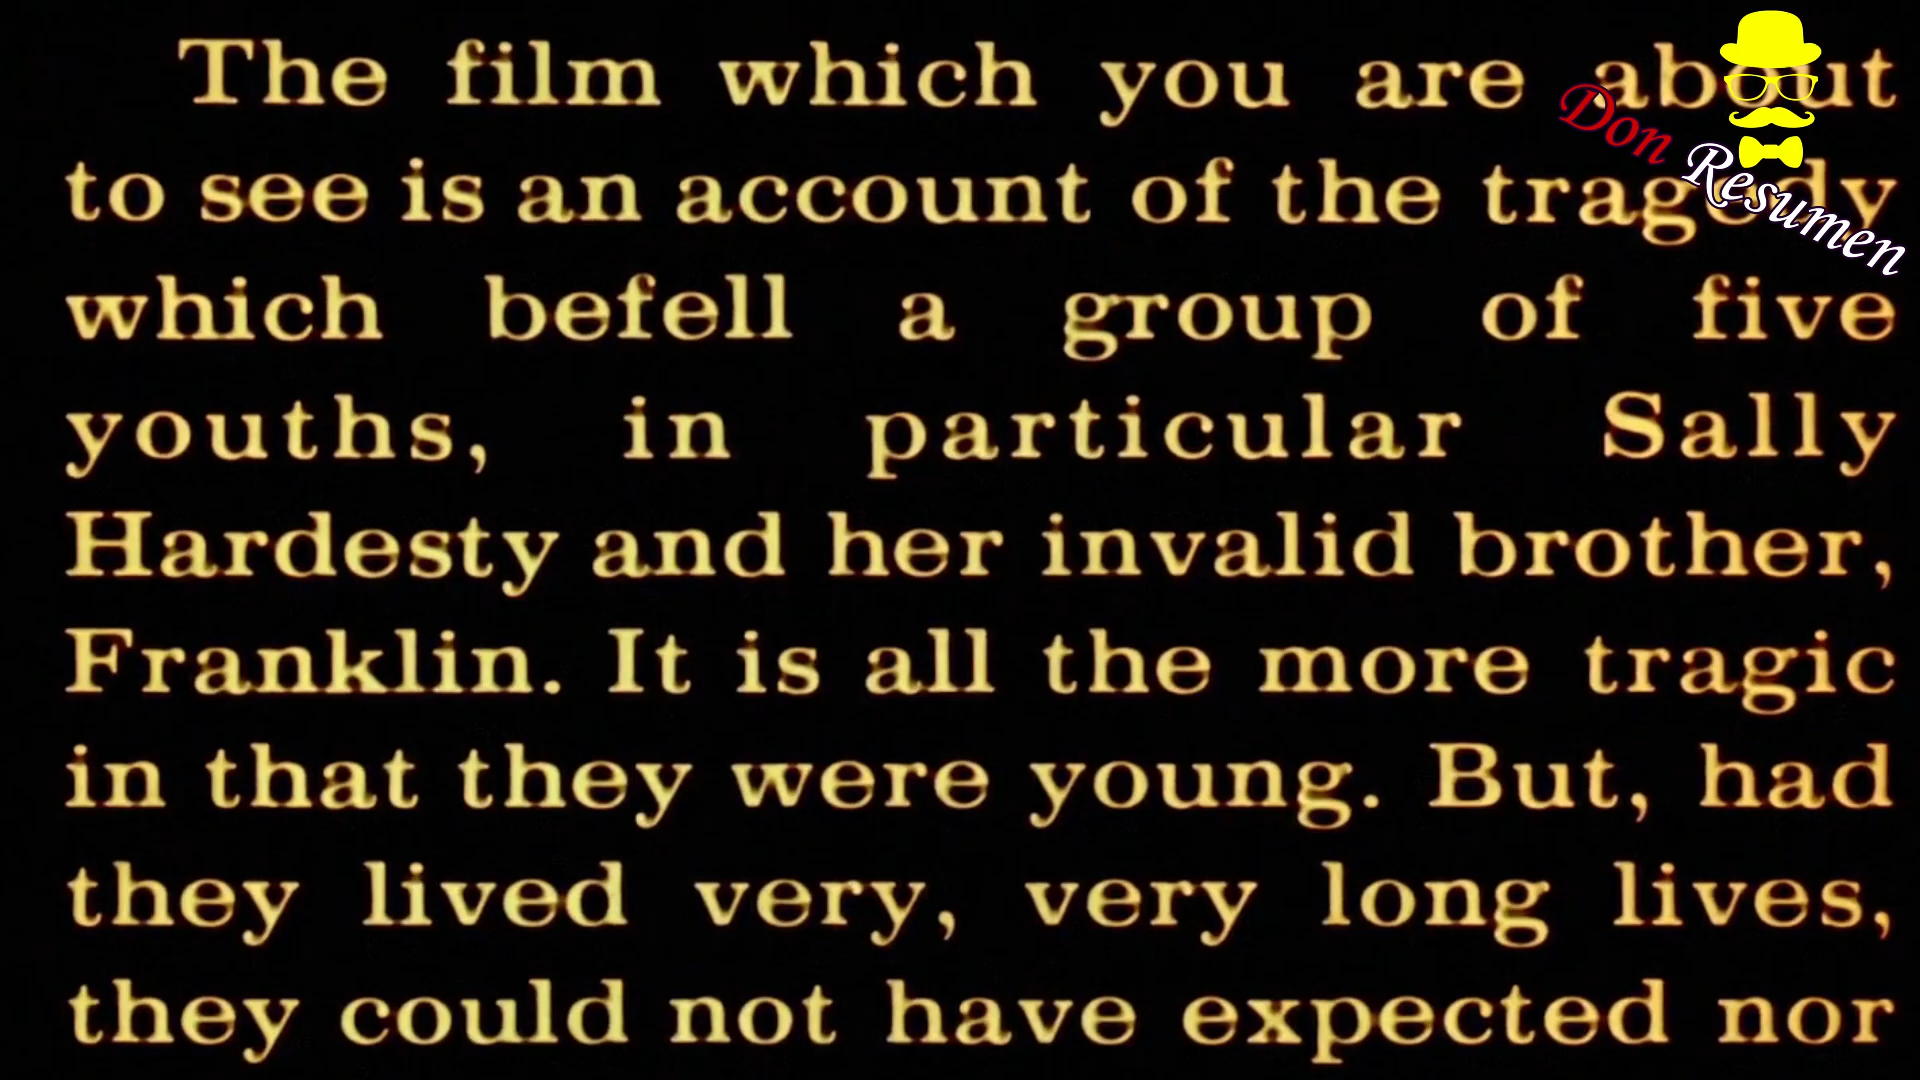 The film which you are about
to see is an account of the tragedy
which befell a group of five
youths, in particular Sally
Hardesty and her invalid brother,
Franklin. It is all the more tragic
in that they were young. But, had
they lived very, very long lives,
they could not have expected nor
Don Resumen